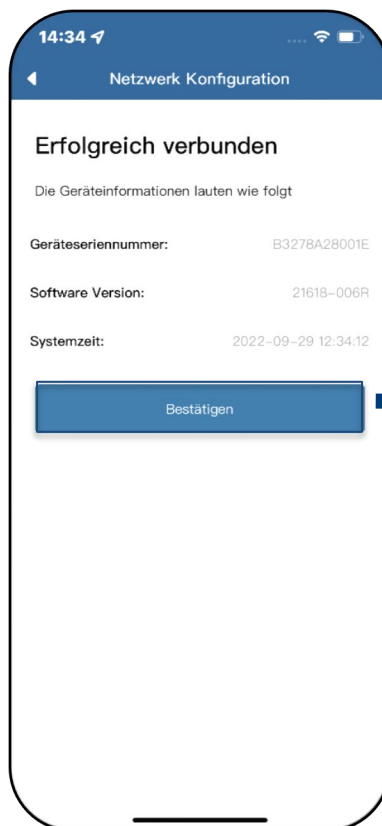 14:34
Netzwerk Konfiguration
Erfolgreich verbunden
Die Geräteinformationen lauten wie folgt
Geräteseriennummer: B3278A28001E
Software Version: 21618-006R
Systemzeit: 2022-09-29 12:34:12
Bestätigen